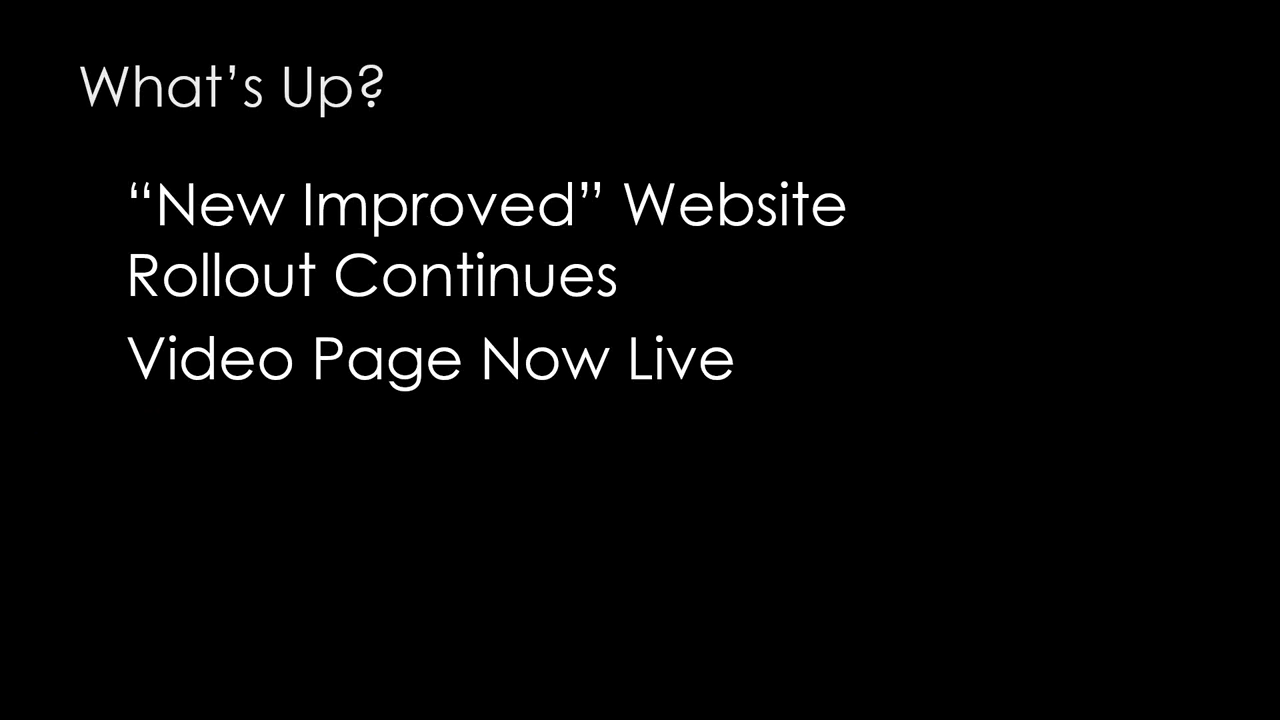 What’s Up?
“New Improved” Website
Rollout Continues
Video Page Now Live